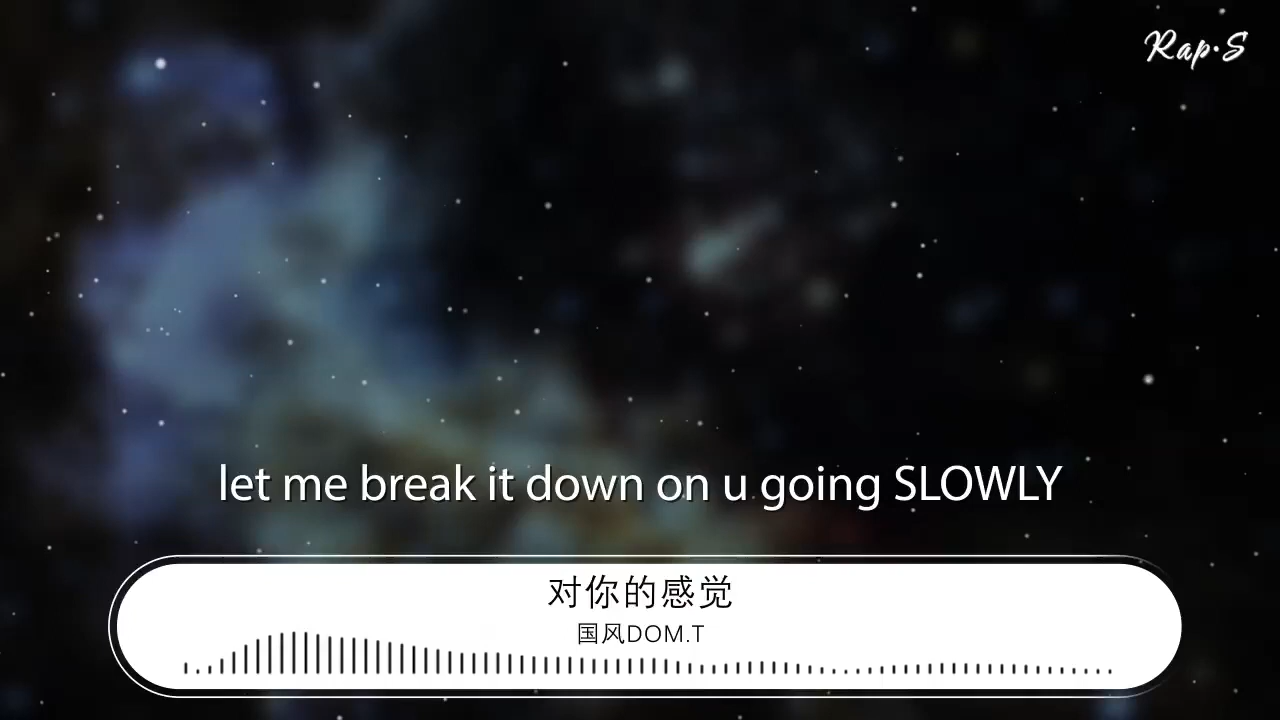 Rap·S
let me break it down on u going SLOWLY
对你的感觉
国风DOM.T